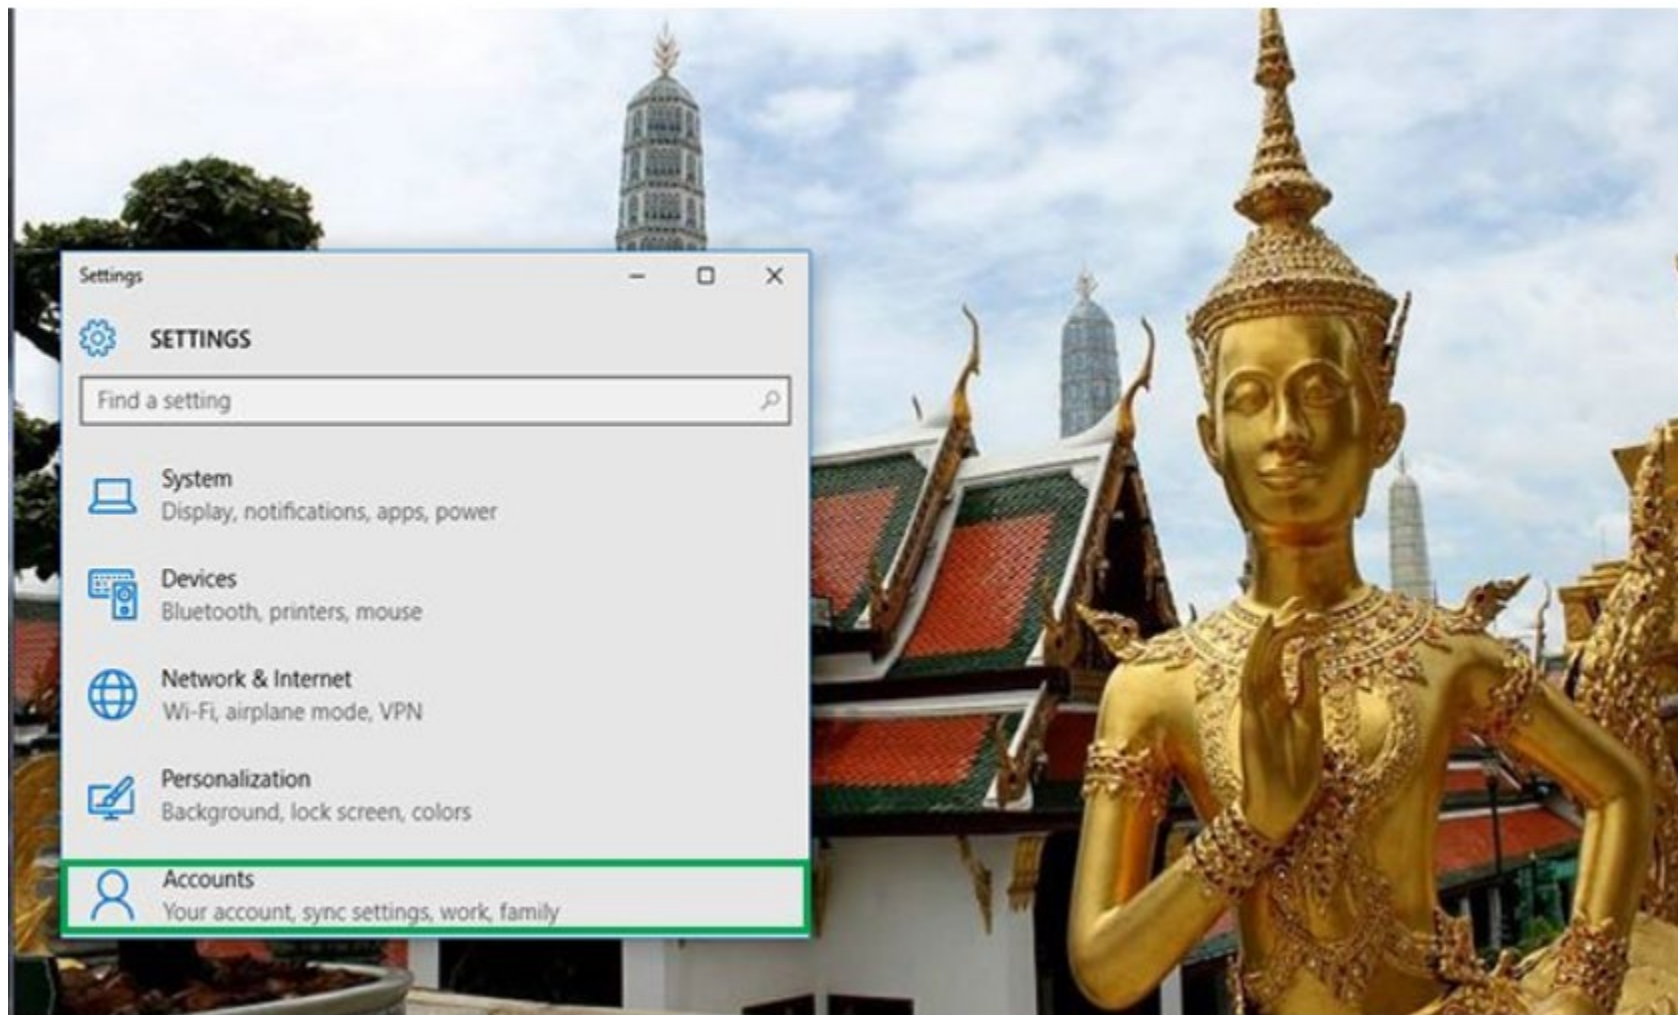 Settings
SETTINGS
Find a setting
System
Display, notifications, apps, power
Devices
Bluetooth, printers, mouse
Network & Internet
Wi-Fi, airplane mode, VPN
Personalization
Background, lock screen, colors
Accounts
Your account, sync settings, work, family